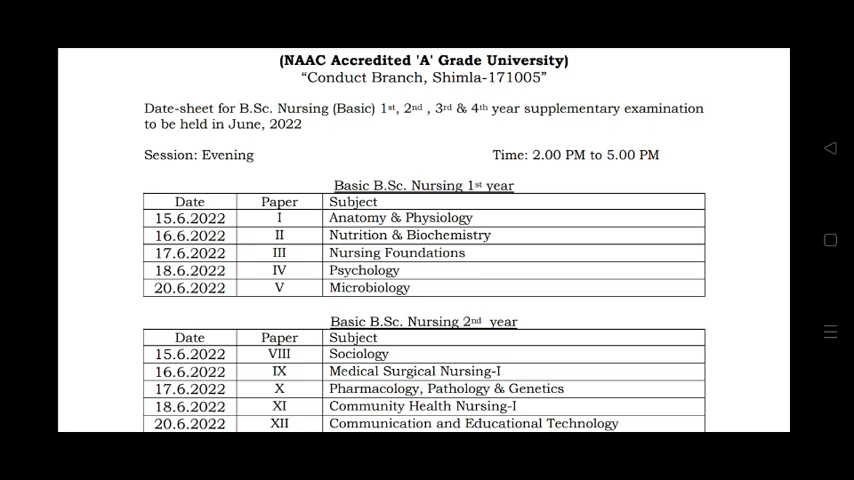 (NAAC Accredited 'A' Grade University)
“Conduct Branch, Shimla-171005”
Date-sheet for B.Sc. Nursing (Basic) 1st, 2nd , 3rd & 4th year supplementary examination
to be held in June, 2022
Session: Evening Time: 2.00 PM to 5.00 PM
Basic B.Sc. Nursing 1st year
Date Paper Subject
15.6.2022 I Anatomy & Physiology
16.6.2022 II Nutrition & Biochemistry
17.6.2022 III Nursing Foundations
18.6.2022 IV Psychology
20.6.2022 V Microbiology
Basic B.Sc. Nursing 2nd year
Date Paper Subject
15.6.2022 VIII Sociology
16.6.2022 IX Medical Surgical Nursing-I
17.6.2022 X Pharmacology, Pathology & Genetics
18.6.2022 XI Community Health Nursing-I
20.6.2022 XII Communication and Educational Technology